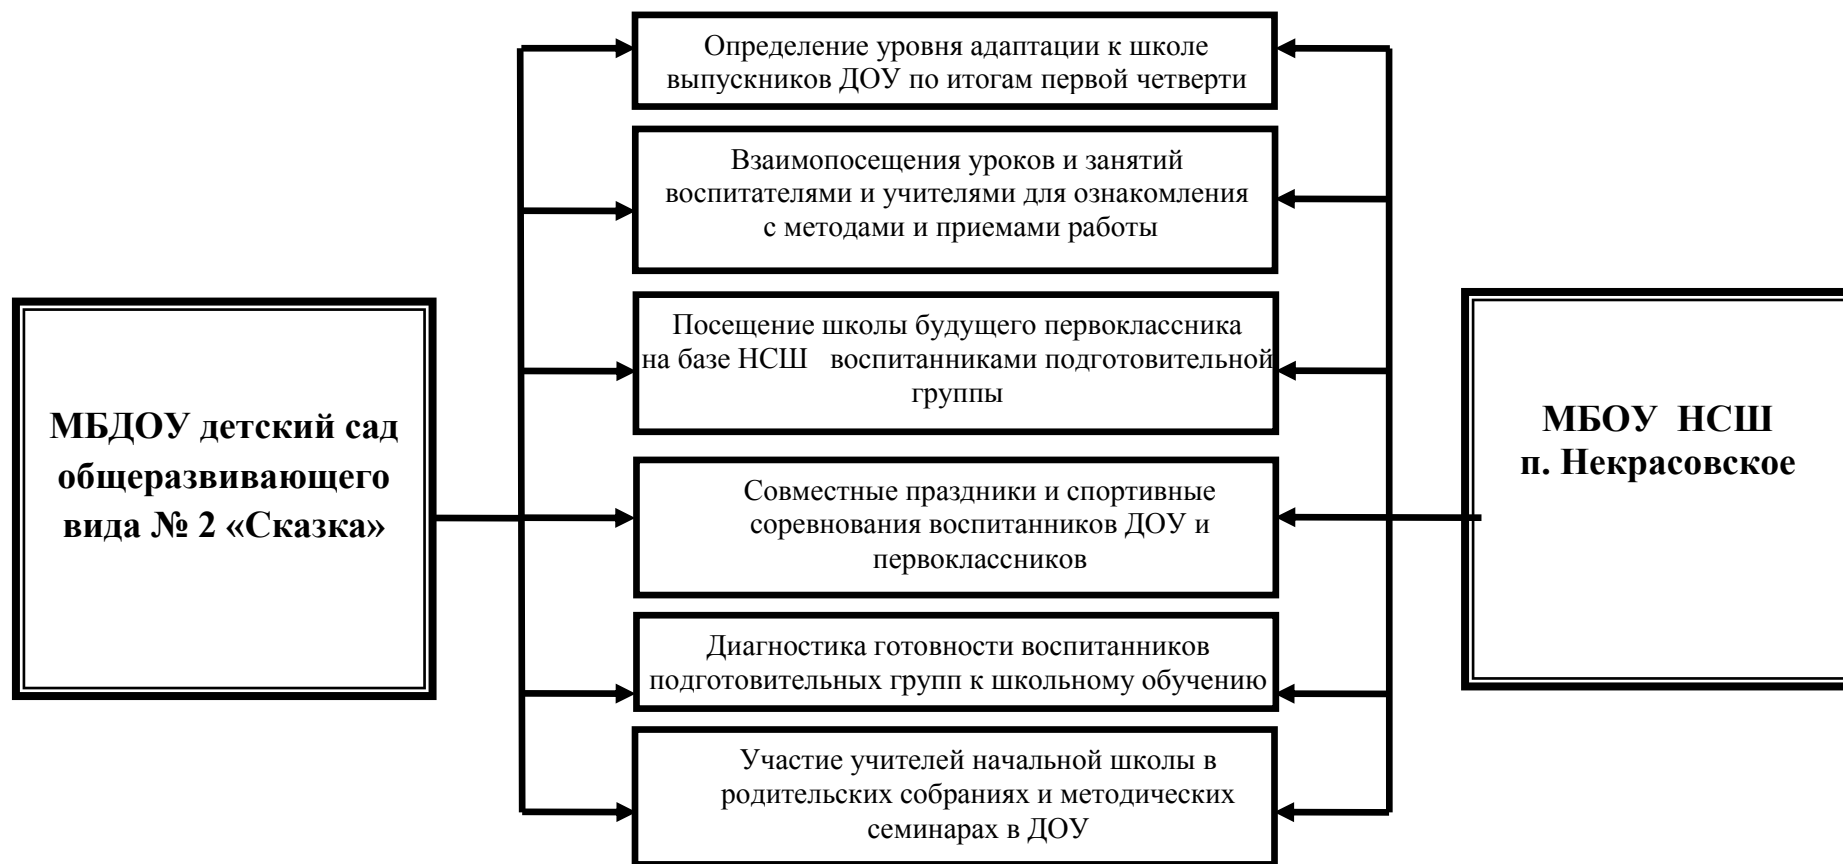 Определение уровня адаптации к школе
выпускников ДОУ по итогам первой четверти
Взаимопосещения уроков и занятий
воспитателями и учителями для ознакомления
с методами и приемами работы
Посещение школы будущего первоклассника
на базе НСШ воспитанниками подготовительной
группы
МБДОУ детский сад
общеразвивающего
вида № 2 «Сказка»
МБОУ НСШ
п. Некрасовское
Совместные праздники и спортивные
соревнования воспитанников ДОУ и
первоклассников
Диагностика готовности воспитанников
подготовительных групп к школьному обучению
Участие учителей начальной школы в
родительских собраниях и методических
семинарах в ДОУ